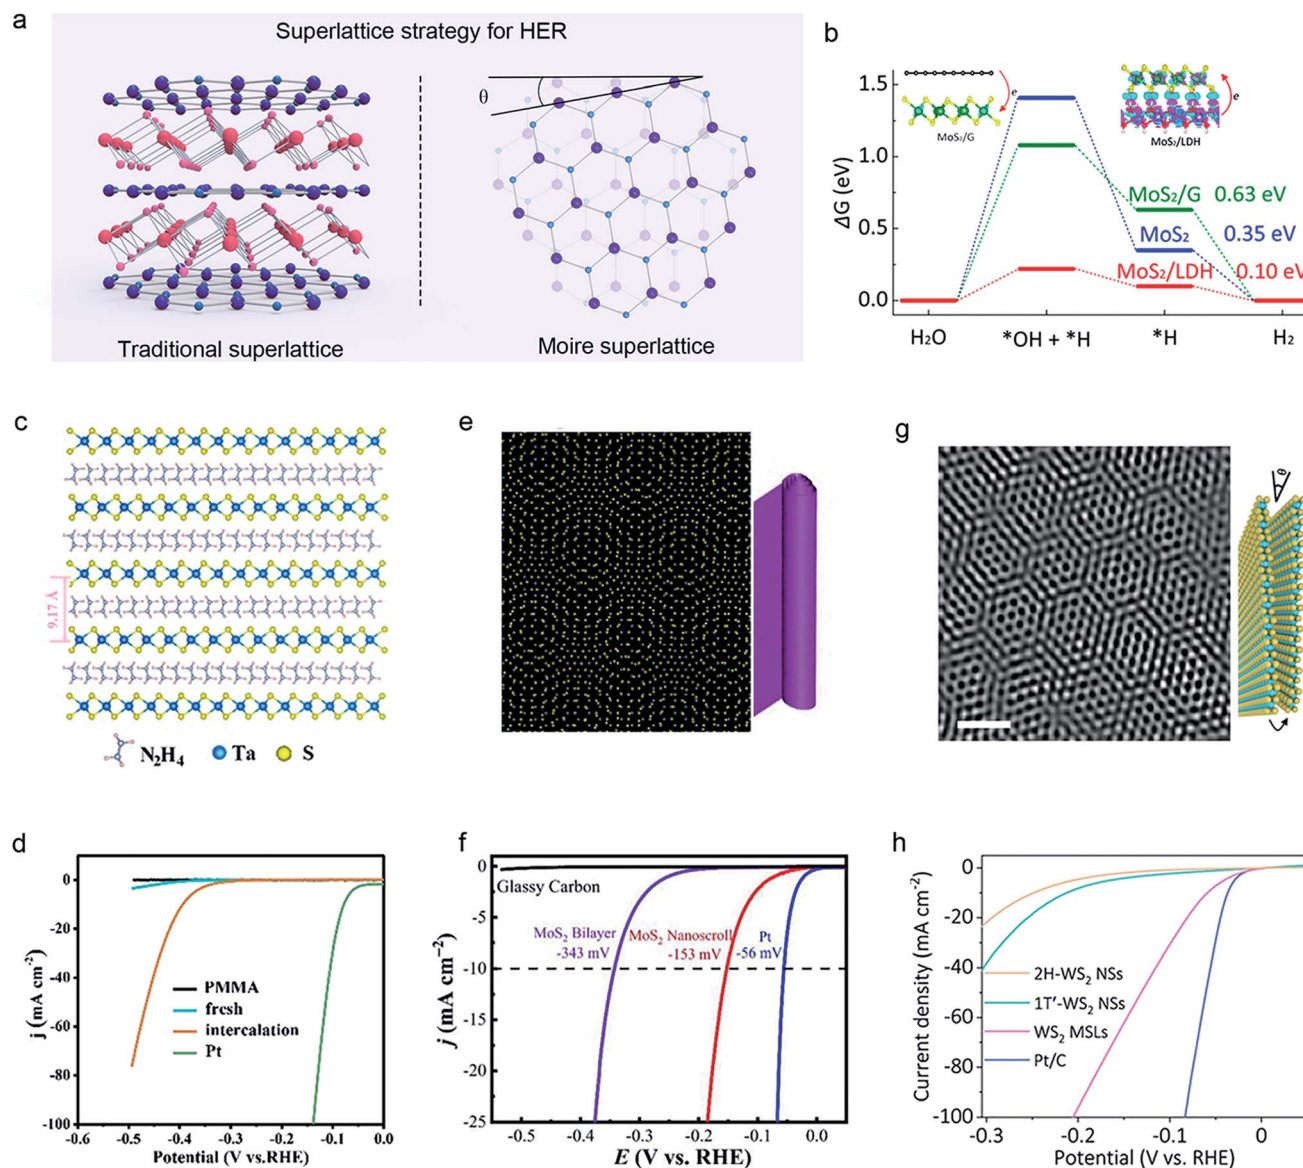 a
Superlattice strategy for HER
θ
Traditional superlattice
Moire superlattice
b
1.5
1.0
0.5
0.0
ΔG (eV)
e
MoS2/G
e
MoS2/LDH
MoS2/G 0.63 eV
MoS2 0.35 eV
MoS2/LDH 0.10 eV
H2O
*OH + *H
*H
H2
c
9.17 Å
N2H4
Ta
S
e
g
θ
d
0
-20
-40
-60
-80
-100
j (mA cm-2)
PMMA
fresh
intercalation
Pt
-0.6
-0.5
-0.4
-0.3
-0.2
-0.1
0.0
Potential (V vs.RHE)
f
0
-5
-10
-15
-20
-25
j (mA cm-2)
Glassy Carbon
MoS2 Bilayer
-343 mV
MoS2 Nanoscroll
-153 mV
Pt
-56 mV
-0.5
-0.4
-0.3
-0.2
-0.1
0.0
E (V vs. RHE)
h
0
-20
-40
-60
-80
-100
Current density (mA cm-2)
2H-WS2 NSs
1T′-WS2 NSs
WS2 MSLs
Pt/C
-0.3
-0.2
-0.1
0
Potential (V vs. RHE)